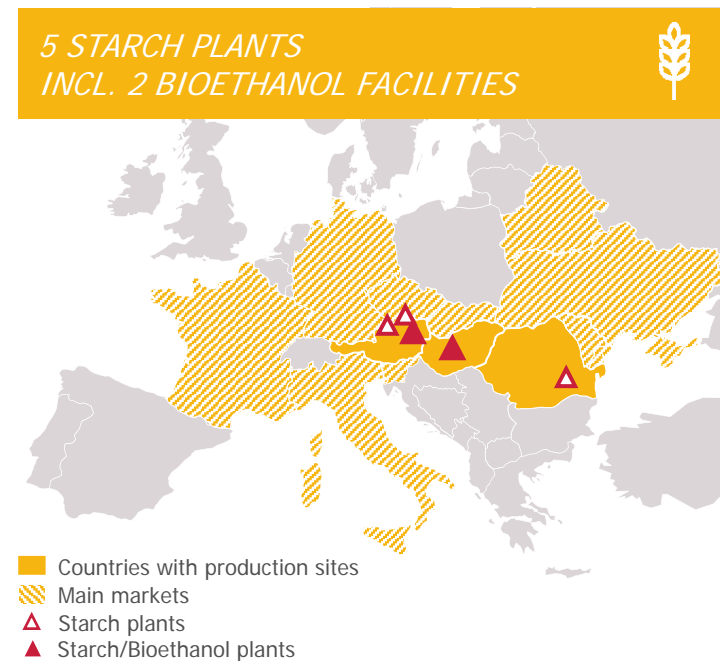 5 STARCH PLANTS
INCL. 2 BIOETHANOL FACILITIES
Countries with production sites
Main markets
Starch plants
Starch/Bioethanol plants